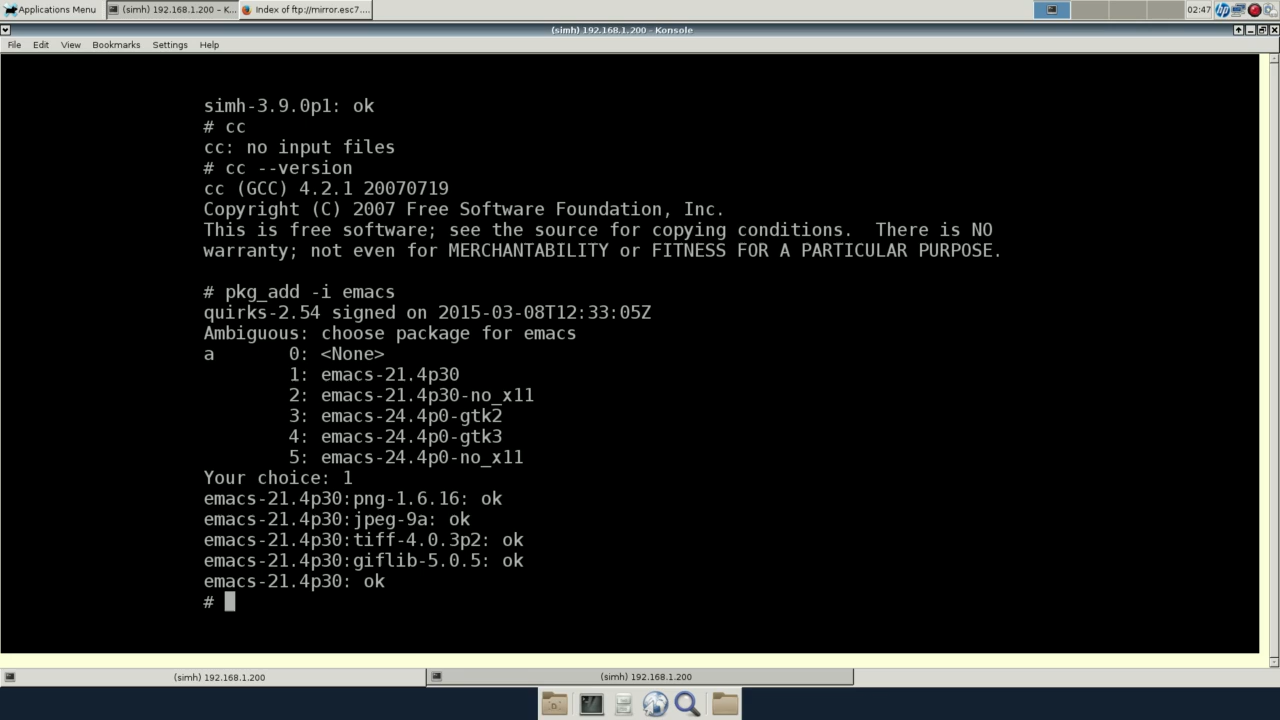 Applications Menu (simh) 192.168.1.200 – K... Index of ftp://mirror.esc7.... 02:47
(simh) 192.168.1.200 - Konsole
File Edit View Bookmarks Settings Help
simh-3.9.0p1: ok
# cc
cc: no input files
# cc --version
cc (GCC) 4.2.1 20070719
Copyright (C) 2007 Free Software Foundation, Inc.
This is free software; see the source for copying conditions.  There is NO
warranty; not even for MERCHANTABILITY or FITNESS FOR A PARTICULAR PURPOSE.
# pkg_add -i emacs
quirks-2.54 signed on 2015-03-08T12:33:05Z
Ambiguous: choose package for emacs
a       0: <None>
        1: emacs-21.4p30
        2: emacs-21.4p30-no_x11
        3: emacs-24.4p0-gtk2
        4: emacs-24.4p0-gtk3
        5: emacs-24.4p0-no_x11
Your choice: 1
emacs-21.4p30:png-1.6.16: ok
emacs-21.4p30:jpeg-9a: ok
emacs-21.4p30:tiff-4.0.3p2: ok
emacs-21.4p30:giflib-5.0.5: ok
emacs-21.4p30: ok
#
(simh) 192.168.1.200 (simh) 192.168.1.200